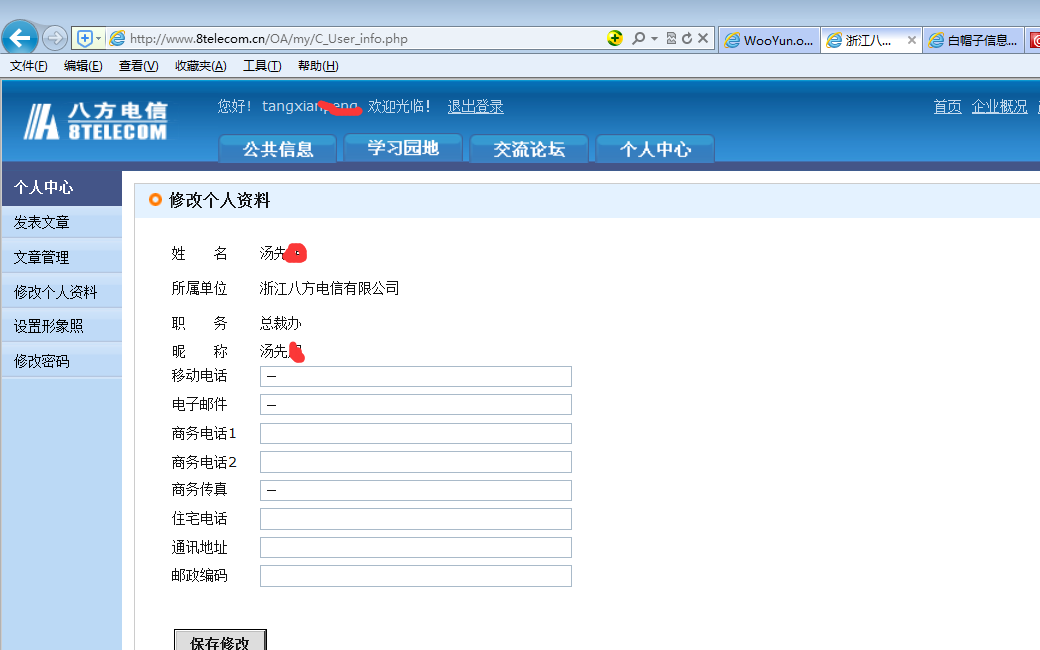 http://www.8telecom.cn/OA/my/C_User_info.php
WooYun.o...
浙江八...
白帽子信息...
文件(F) 编辑(E) 查看(V) 收藏夹(A) 工具(T) 帮助(H)
八方电信
8TELECOM
您好! 欢迎光临! 退出登录
首页 企业概况
公共信息 学习园地 交流论坛 个人中心
个人中心
发表文章
文章管理
修改个人资料
设置形象照
修改密码
修改个人资料
姓 名 汤先
所属单位 浙江八方电信有限公司
职 务 总裁办
昵 称 汤先
移动电话 —
电子邮件 —
商务电话1
商务电话2
商务传真 —
住宅电话
通讯地址
邮政编码
保存修改